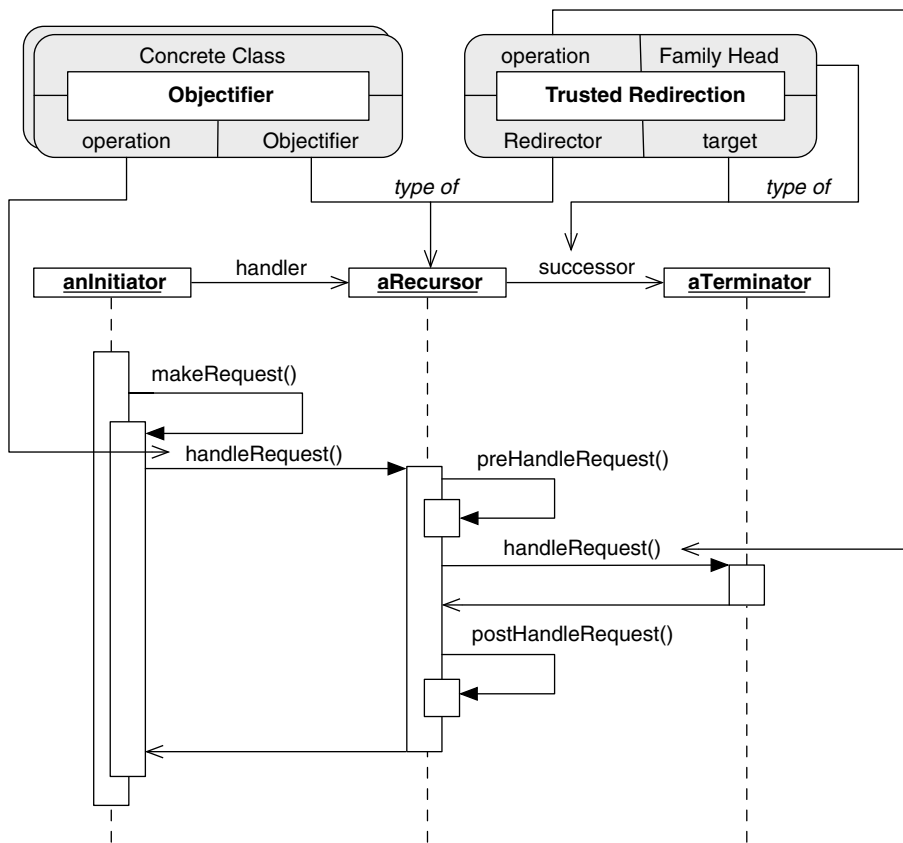 Concrete Class
Objectifier
operation
Objectifier
operation
Family Head
Trusted Redirection
Redirector
target
type of
type of
anInitiator
handler
aRecursor
successor
aTerminator
makeRequest()
handleRequest()
preHandleRequest()
handleRequest()
postHandleRequest()